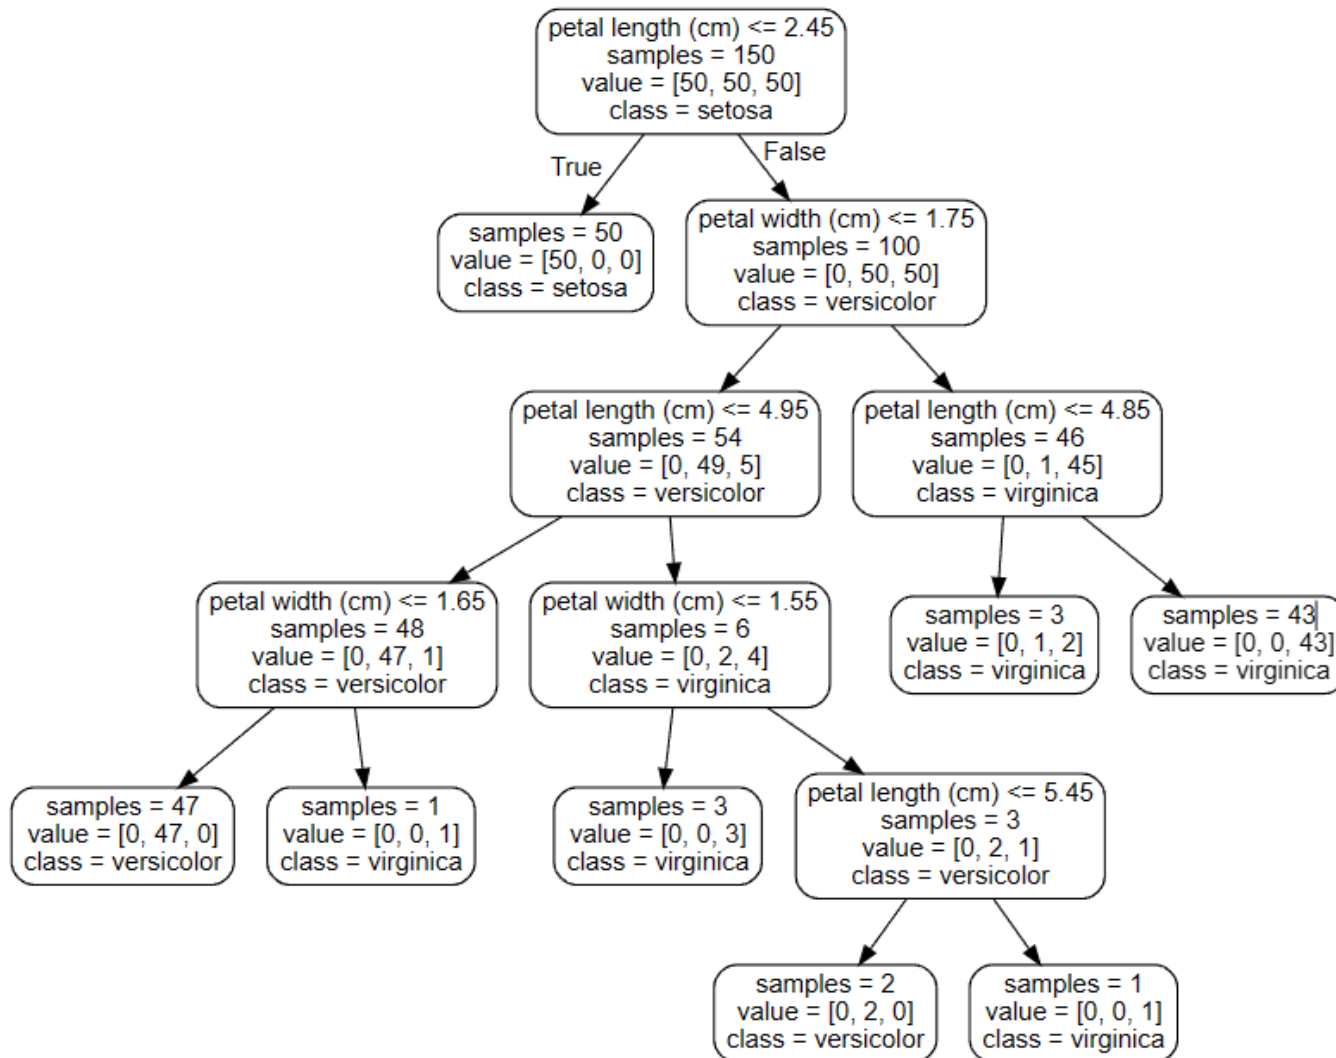 petal length (cm) <= 2.45
samples = 150
value = [50, 50, 50]
class = setosa
True
False
samples = 50
value = [50, 0, 0]
class = setosa
petal width (cm) <= 1.75
samples = 100
value = [0, 50, 50]
class = versicolor
petal length (cm) <= 4.95
samples = 54
value = [0, 49, 5]
class = versicolor
petal length (cm) <= 4.85
samples = 46
value = [0, 1, 45]
class = virginica
petal width (cm) <= 1.65
samples = 48
value = [0, 47, 1]
class = versicolor
petal width (cm) <= 1.55
samples = 6
value = [0, 2, 4]
class = virginica
samples = 3
value = [0, 1, 2]
class = virginica
samples = 43
value = [0, 0, 43]
class = virginica
samples = 47
value = [0, 47, 0]
class = versicolor
samples = 1
value = [0, 0, 1]
class = virginica
samples = 3
value = [0, 0, 3]
class = virginica
petal length (cm) <= 5.45
samples = 3
value = [0, 2, 1]
class = versicolor
samples = 2
value = [0, 2, 0]
class = versicolor
samples = 1
value = [0, 0, 1]
class = virginica